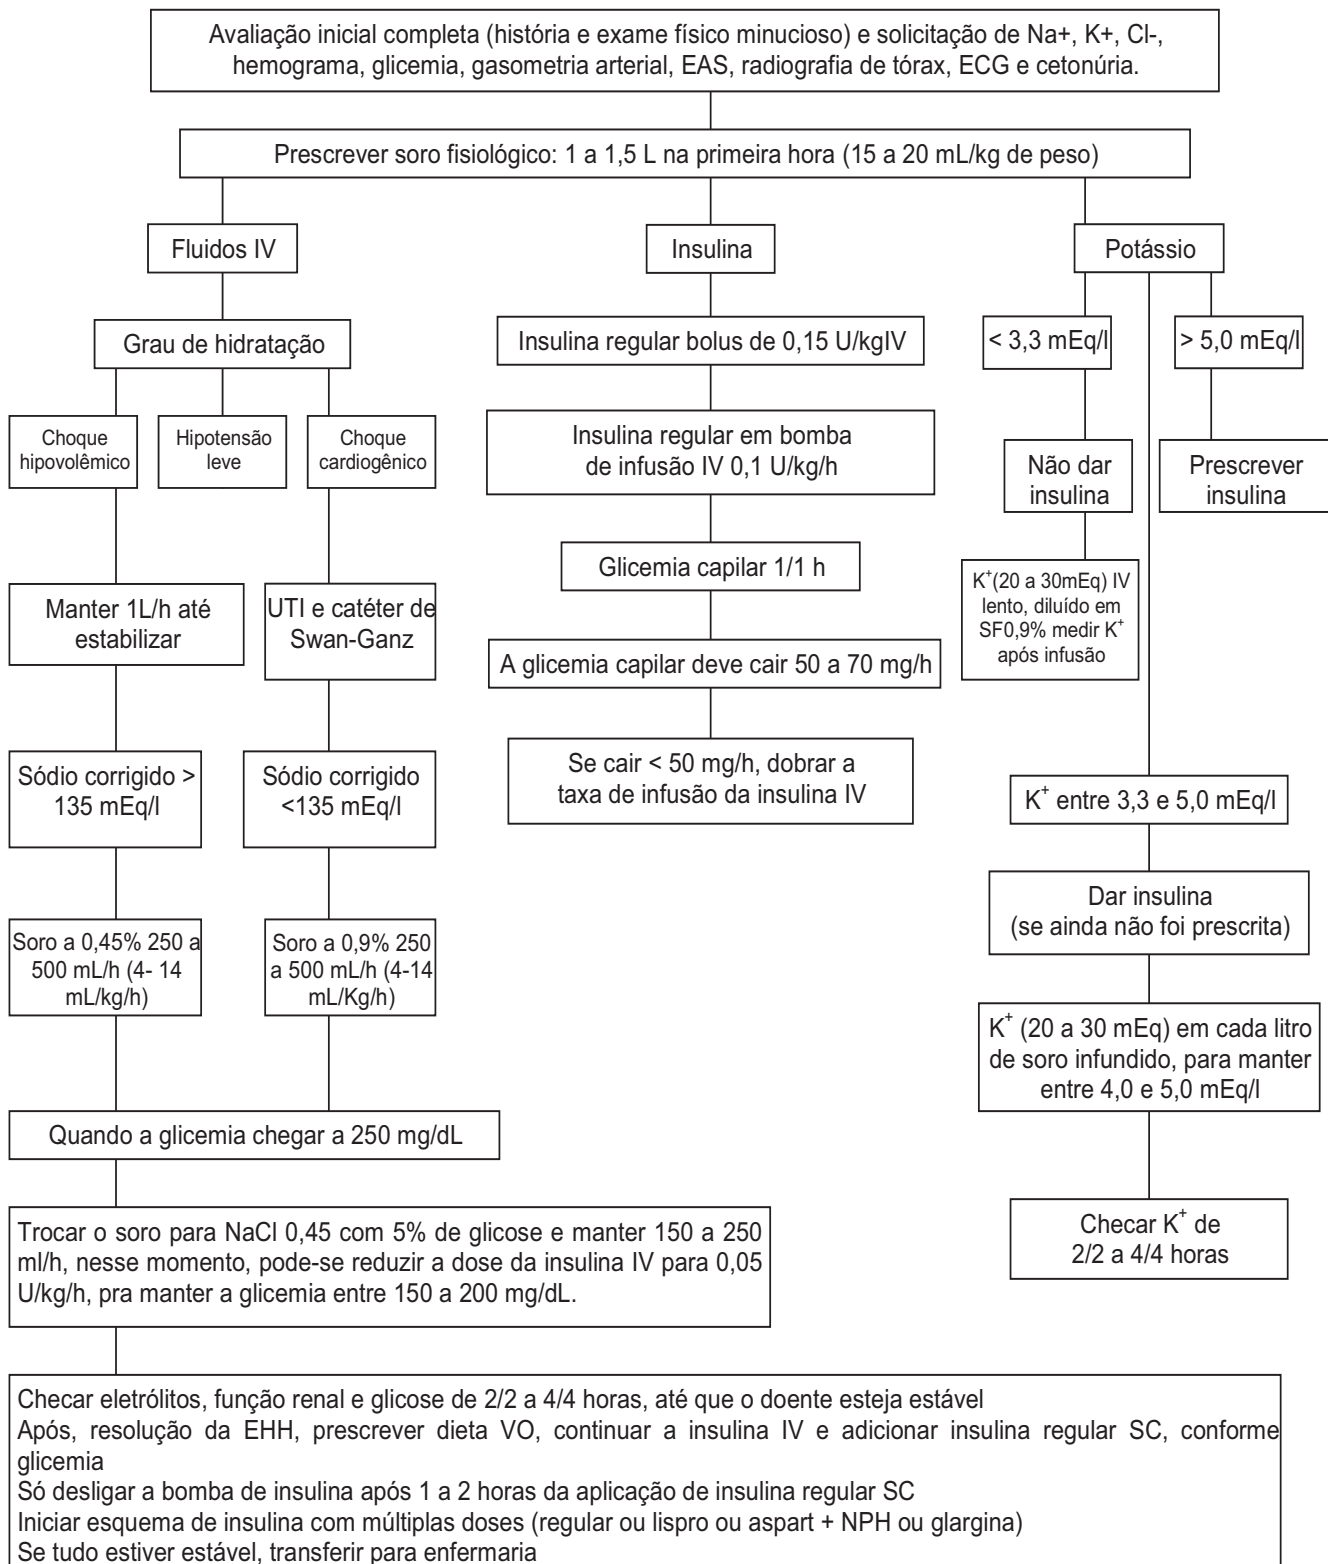 Avaliação inicial completa (história e exame físico minucioso) e solicitação de Na+, K+, Cl-,
hemograma, glicemia, gasometria arterial, EAS, radiografia de tórax, ECG e cetonúria.
Prescrever soro fisiológico: 1 a 1,5 L na primeira hora (15 a 20 mL/kg de peso)
Fluidos IV
Grau de hidratação
Choque
hipovolêmico
Hipotensão
leve
Choque
cardiogênico
Manter 1L/h até
estabilizar
UTI e catéter de
Swan-Ganz
Sódio corrigido >
135 mEq/l
Sódio corrigido
<135 mEq/l
Soro a 0,45% 250 a
500 mL/h (4- 14
mL/kg/h)
Soro a 0,9% 250
a 500 mL/h (4-14
mL/Kg/h)
Insulina
Insulina regular bolus de 0,15 U/kgIV
Insulina regular em bomba
de infusão IV 0,1 U/kg/h
Glicemia capilar 1/1 h
A glicemia capilar deve cair 50 a 70 mg/h
Se cair < 50 mg/h, dobrar a
taxa de infusão da insulina IV
Potássio
< 3,3 mEq/l
> 5,0 mEq/l
Não dar
insulina
Prescrever
insulina
K+(20 a 30mEq) IV
lento, diluído em
SF0,9% medir K+
após infusão
K+ entre 3,3 e 5,0 mEq/l
Dar insulina
(se ainda não foi prescrita)
K+ (20 a 30 mEq) em cada litro
de soro infundido, para manter
entre 4,0 e 5,0 mEq/l
Checar K+ de
2/2 a 4/4 horas
Quando a glicemia chegar a 250 mg/dL
Trocar o soro para NaCl 0,45 com 5% de glicose e manter 150 a 250
ml/h, nesse momento, pode-se reduzir a dose da insulina IV para 0,05
U/kg/h, pra manter a glicemia entre 150 a 200 mg/dL.
Checar eletrólitos, função renal e glicose de 2/2 a 4/4 horas, até que o doente esteja estável
Após, resolução da EHH, prescrever dieta VO, continuar a insulina IV e adicionar insulina regular SC, conforme
glicemia
Só desligar a bomba de insulina após 1 a 2 horas da aplicação de insulina regular SC
Iniciar esquema de insulina com múltiplas doses (regular ou lispro ou aspart + NPH ou glargina)
Se tudo estiver estável, transferir para enfermaria